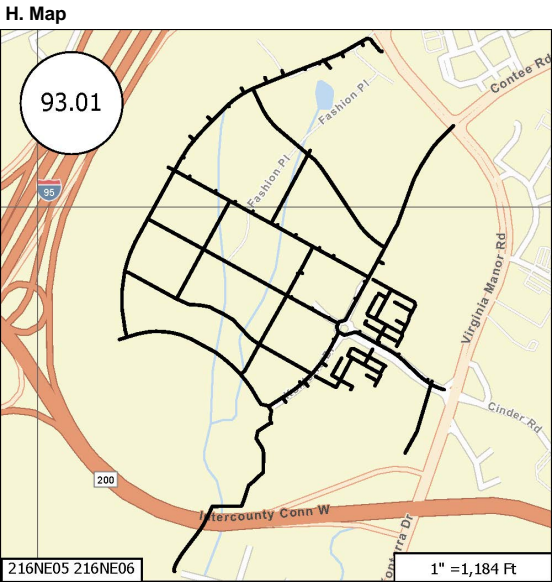 H. Map
93.01
Contee Rd
Fashion Pl
Fashion Pl
95
Virginia Manor Rd
Cinder Rd
200
Intercounty Conn W
216NE05 216NE06
1" =1,184 Ft